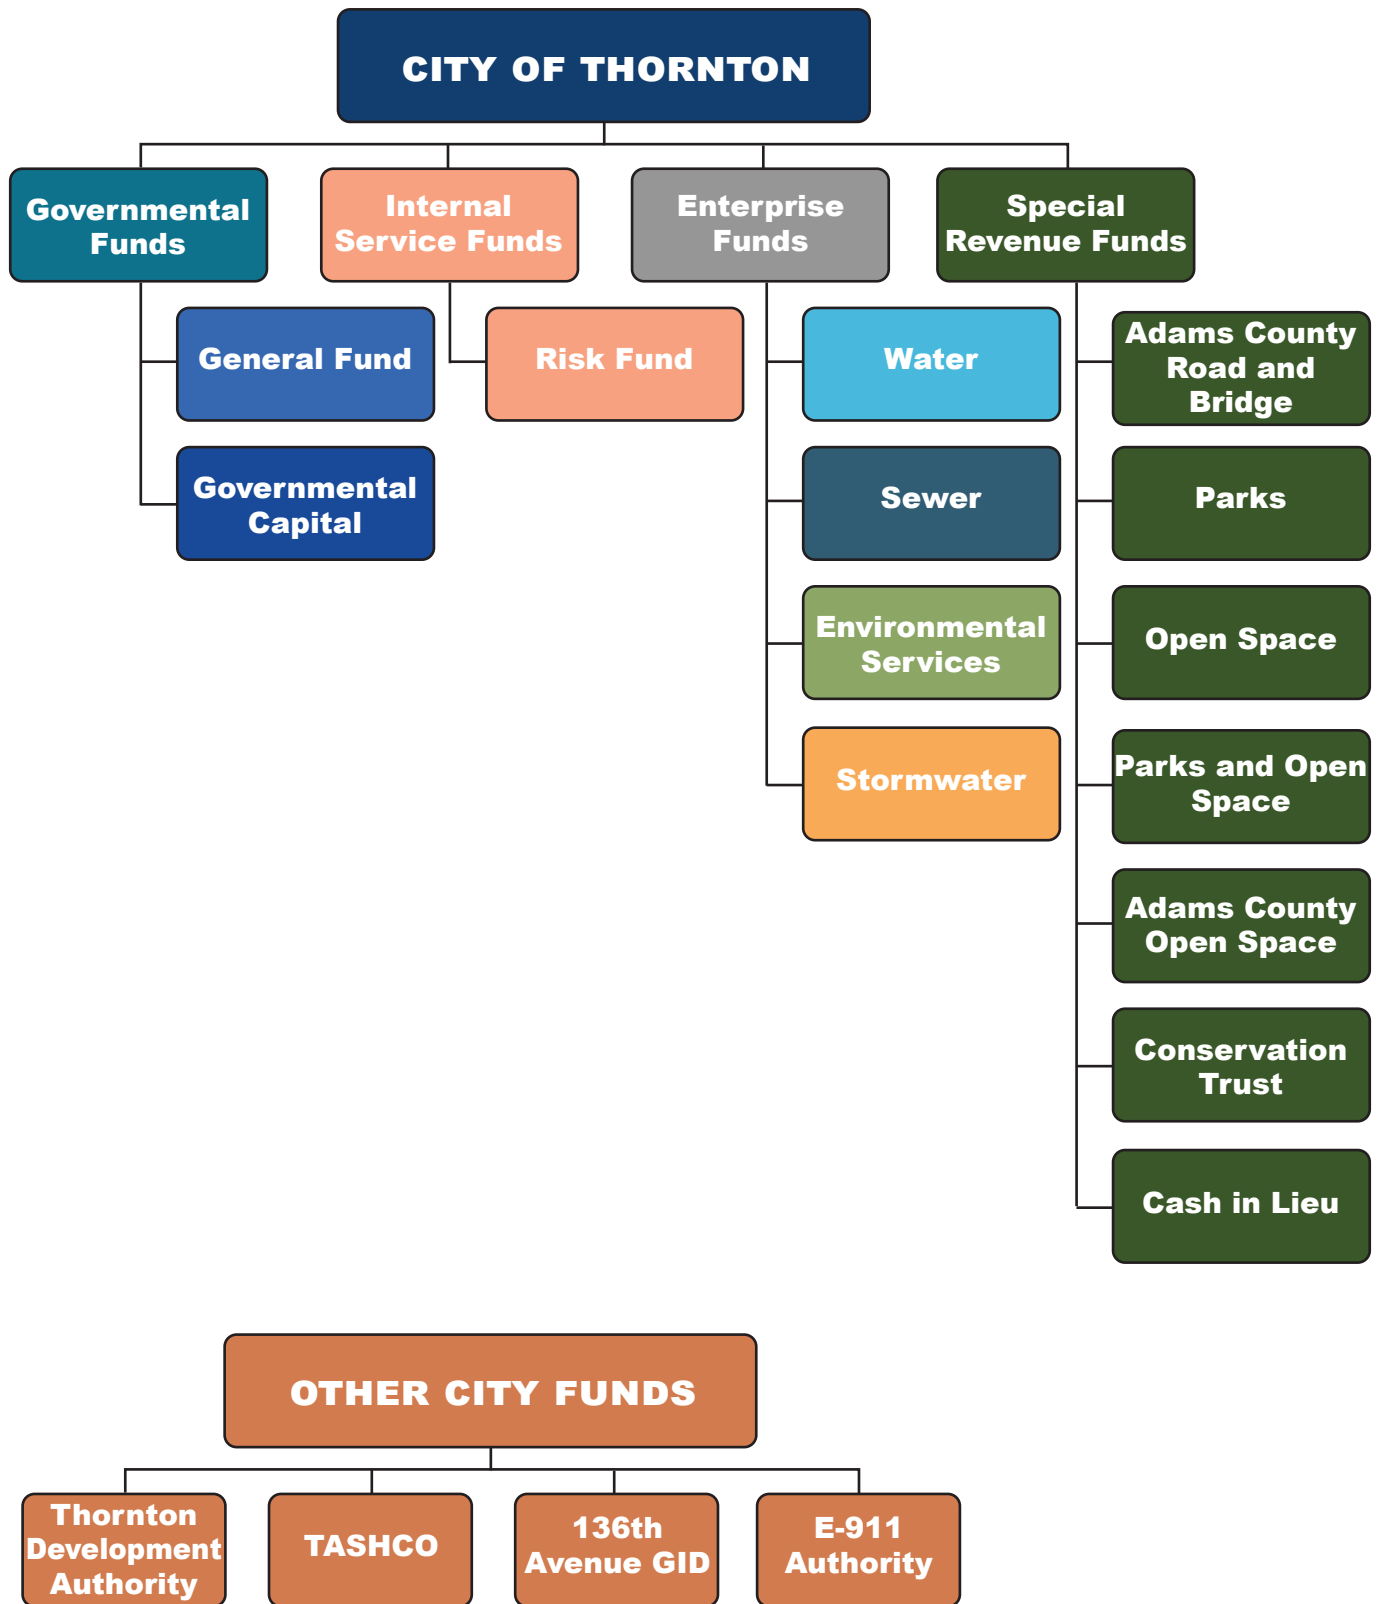 CITY OF THORNTON
Governmental
Funds
Internal
Service Funds
Enterprise
Funds
Special
Revenue Funds
General Fund
Governmental
Capital
Risk Fund
Water
Sewer
Environmental
Services
Stormwater
Adams County
Road and
Bridge
Parks
Open Space
Parks and Open
Space
Adams County
Open Space
Conservation
Trust
Cash in Lieu
OTHER CITY FUNDS
Thornton
Development
Authority
TASHCO
136th
Avenue GID
E-911
Authority